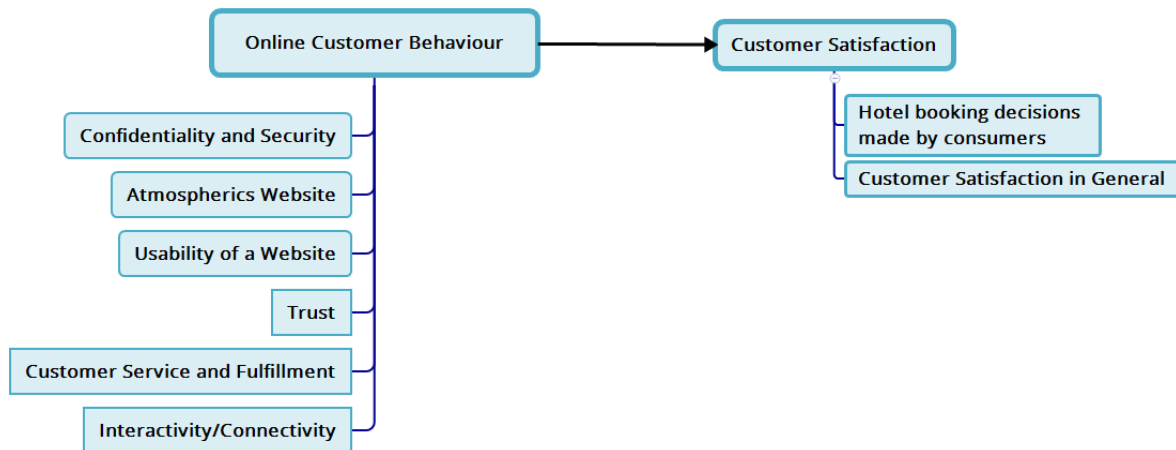 Online Customer Behaviour
Customer Satisfaction
Confidentiality and Security
Atmospherics Website
Usability of a Website
Trust
Customer Service and Fulfillment
Interactivity/Connectivity
Hotel booking decisions
made by consumers
Customer Satisfaction in General